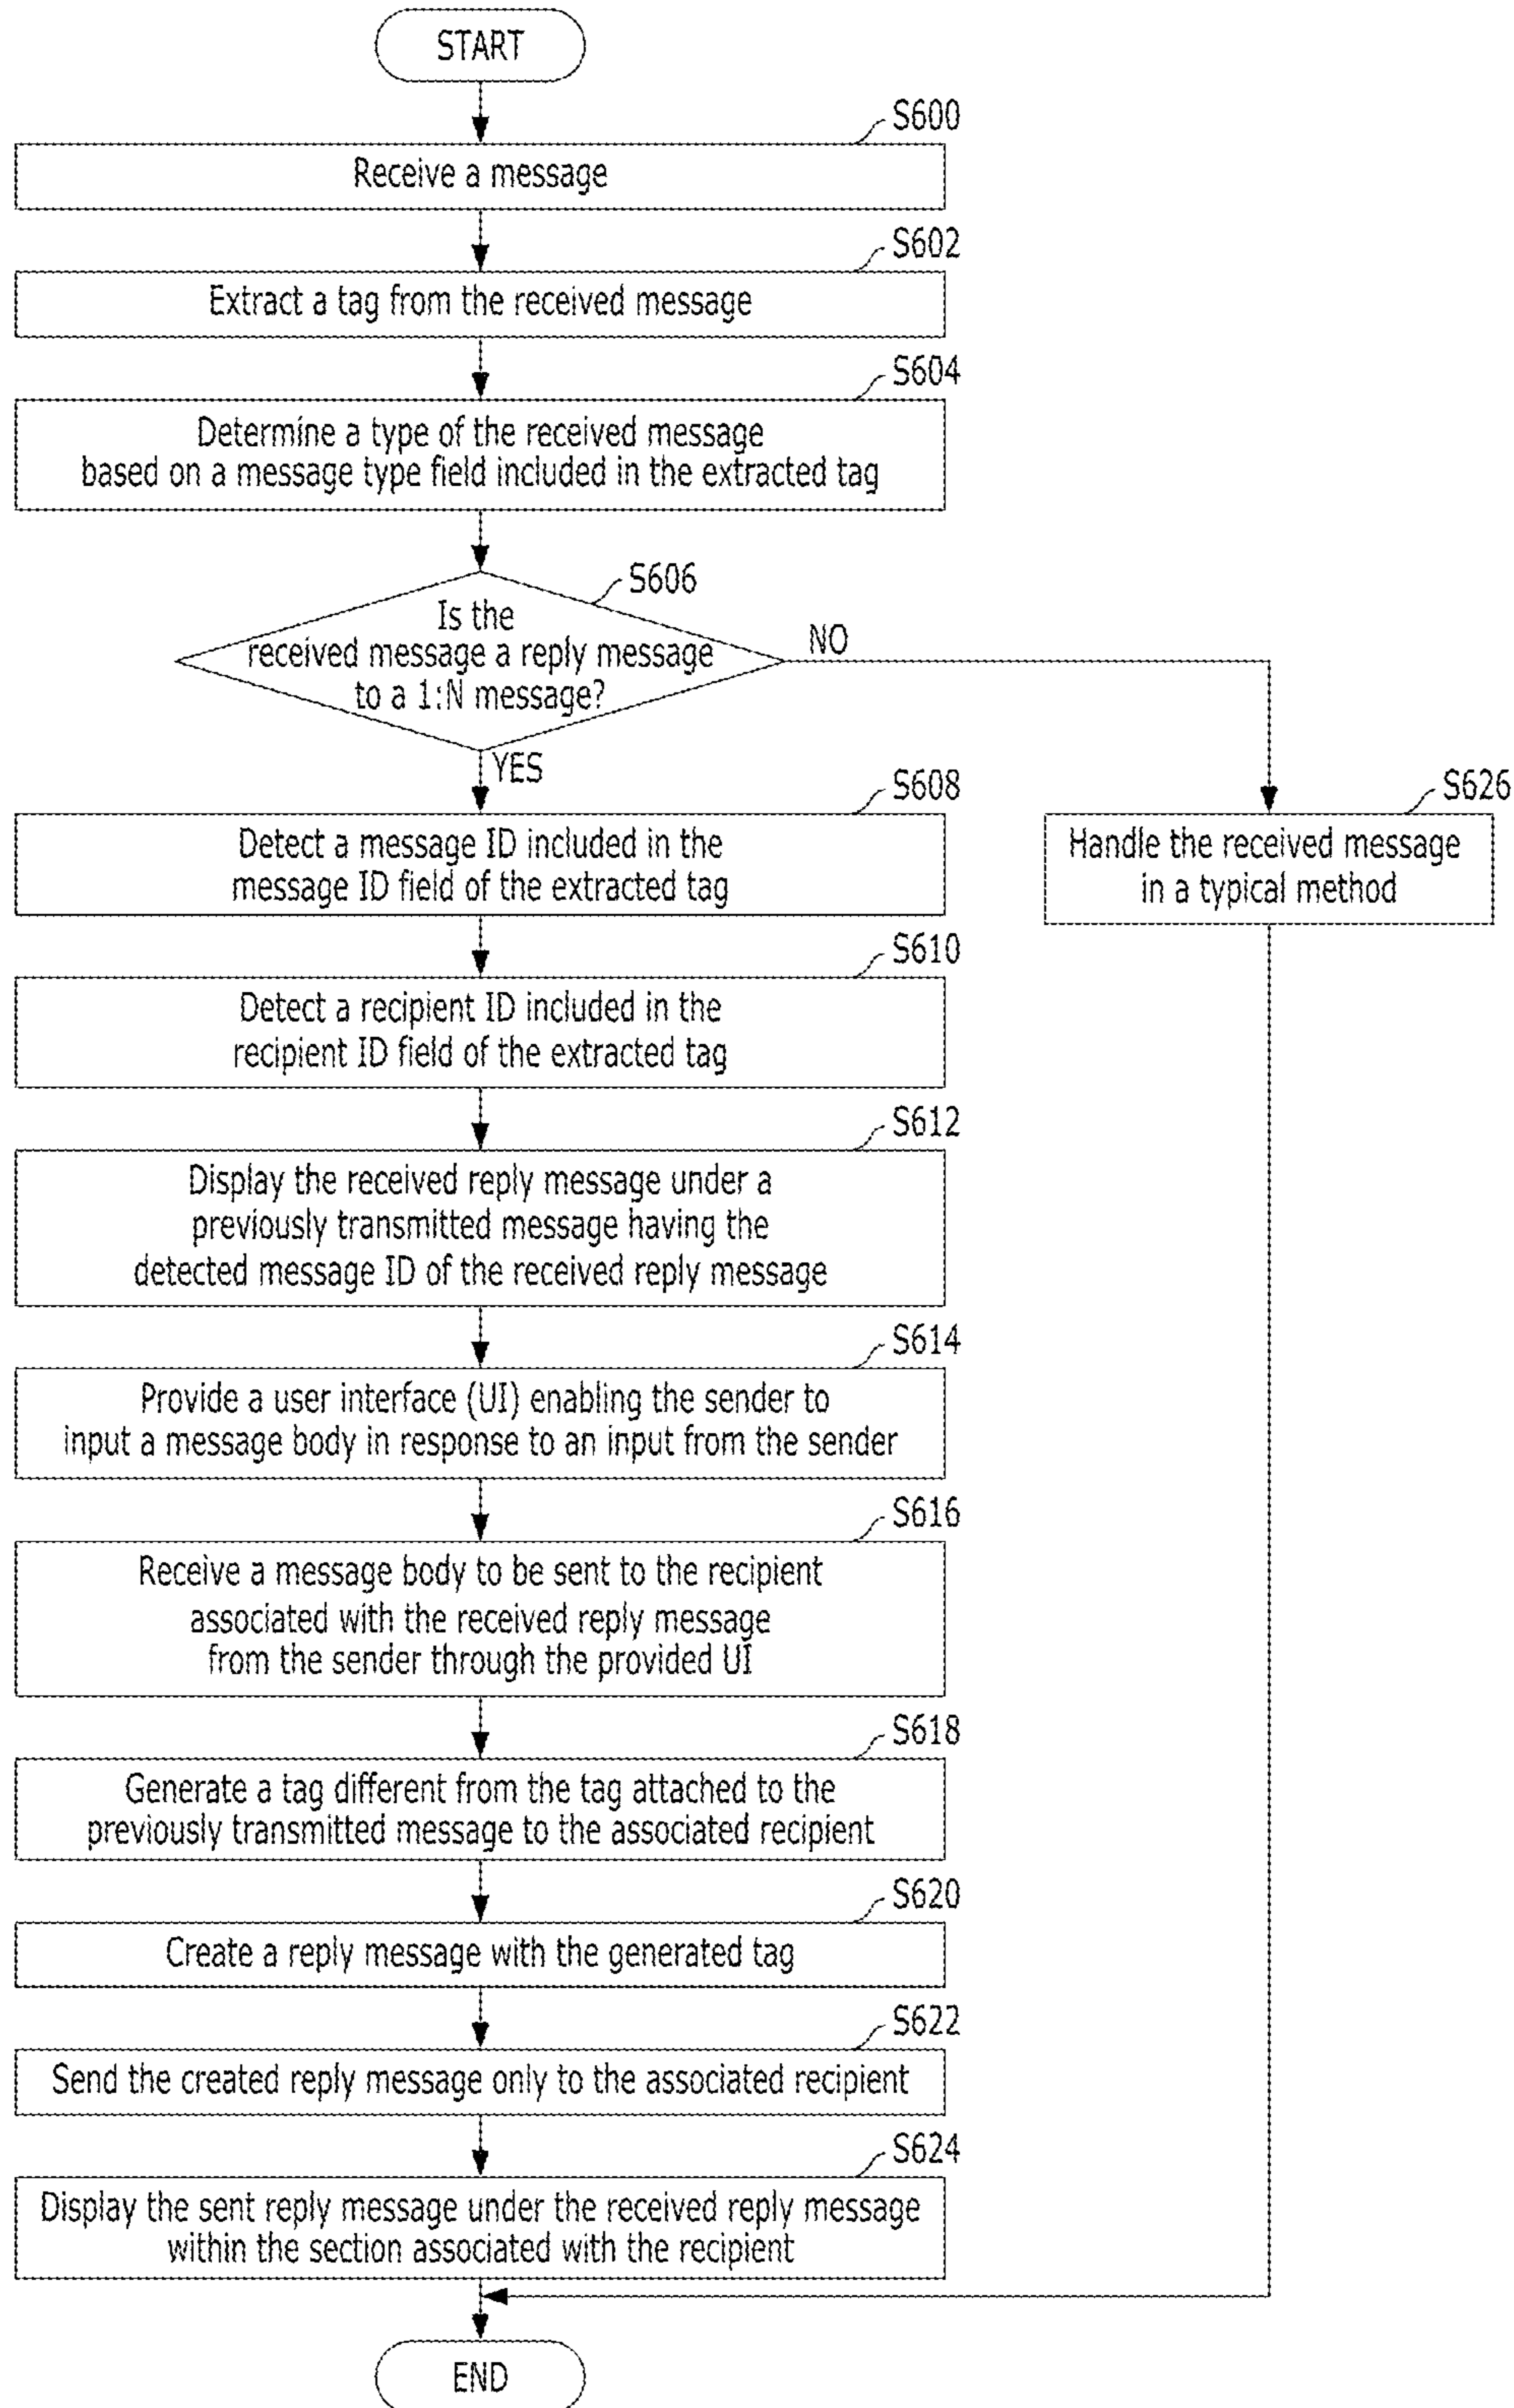 START
S600
Receive a message
S602
Extract a tag from the received message
S604
Determine a type of the received message
based on a message type field included in the extracted tag
S606
Is the
received message a reply message
to a 1:N message?
NO
YES
S608
Detect a message ID included in the
message ID field of the extracted tag
S626
Handle the received message
in a typical method
S610
Detect a recipient ID included in the
recipient ID field of the extracted tag
S612
Display the received reply message under a
previously transmitted message having the
detected message ID of the received reply message
S614
Provide a user interface (UI) enabling the sender to
input a message body in response to an input from the sender
S616
Receive a message body to be sent to the recipient
associated with the received reply message
from the sender through the provided UI
S618
Generate a tag different from the tag attached to the
previously transmitted message to the associated recipient
S620
Create a reply message with the generated tag
S622
Send the created reply message only to the associated recipient
S624
Display the sent reply message under the received reply message
within the section associated with the recipient
END